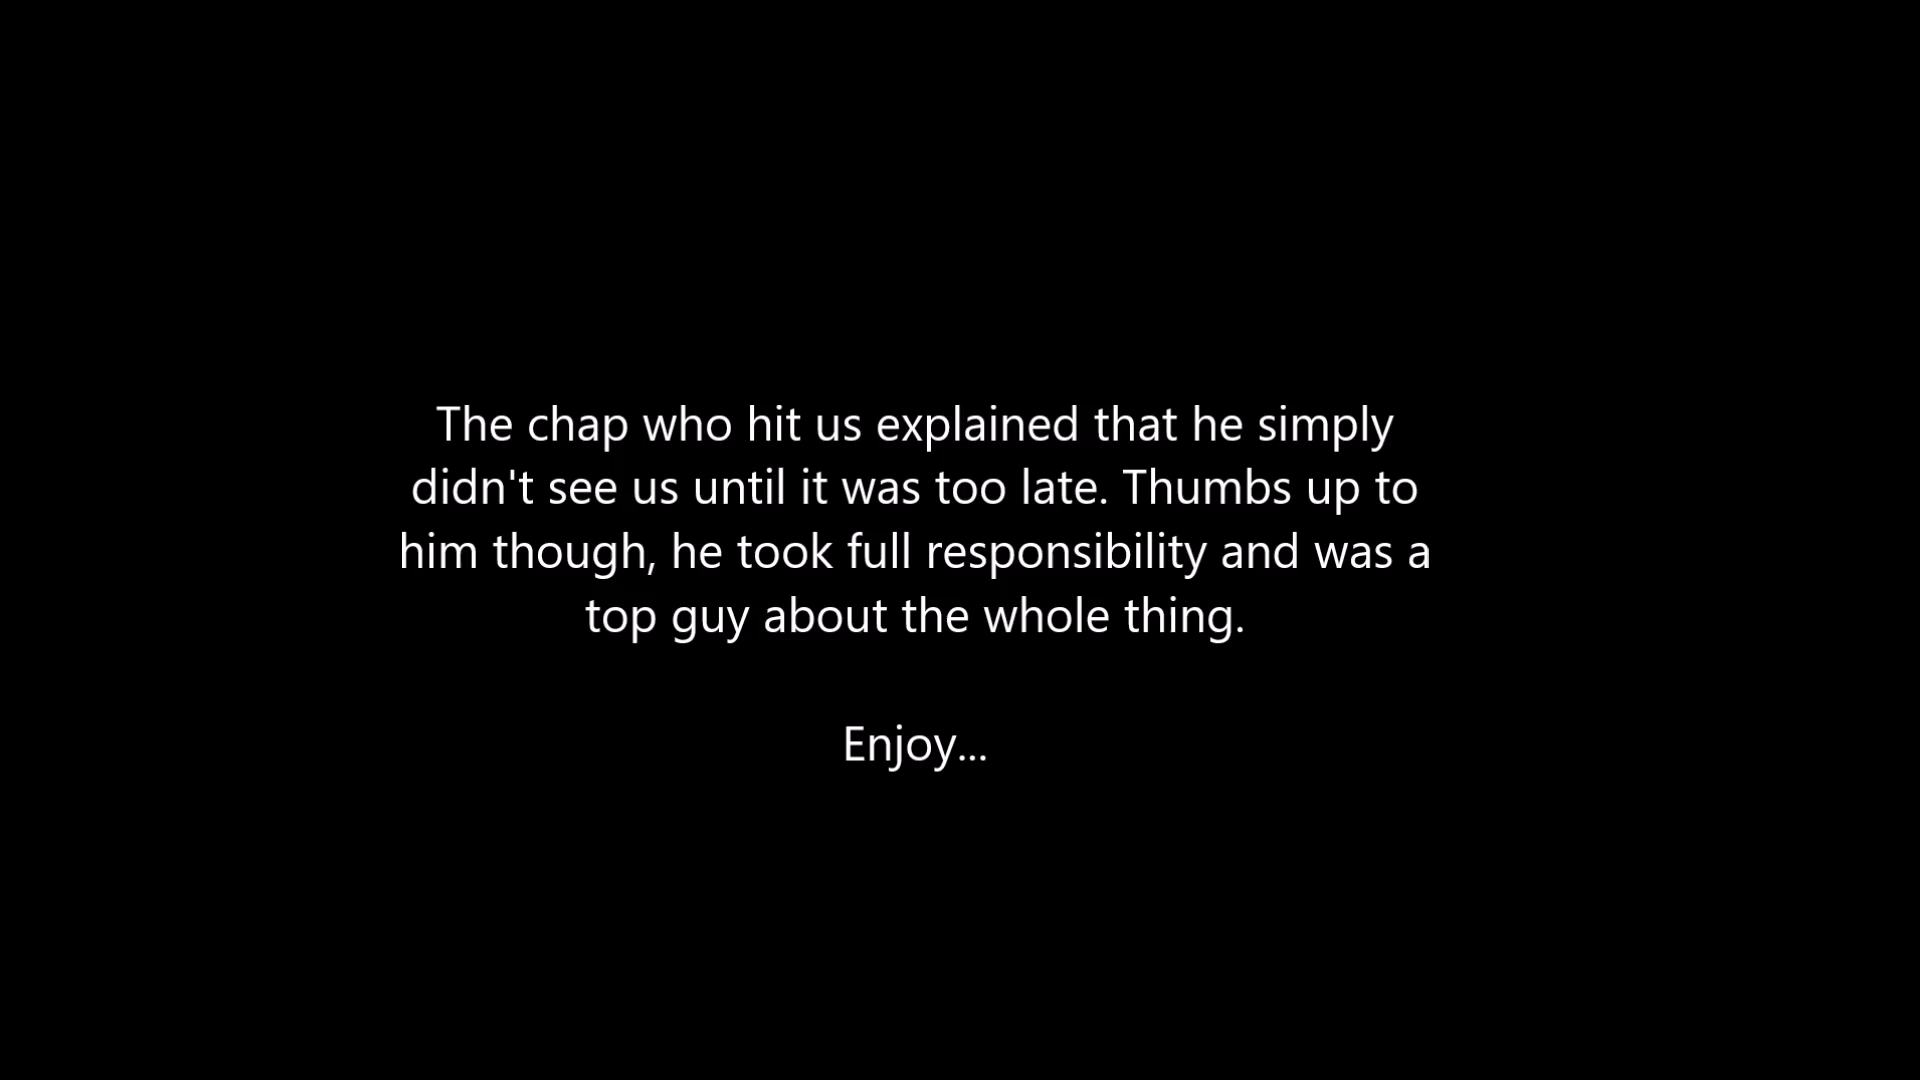 The chap who hit us explained that he simply
didn't see us until it was too late. Thumbs up to
him though, he took full responsibility and was a
top guy about the whole thing.
Enjoy...